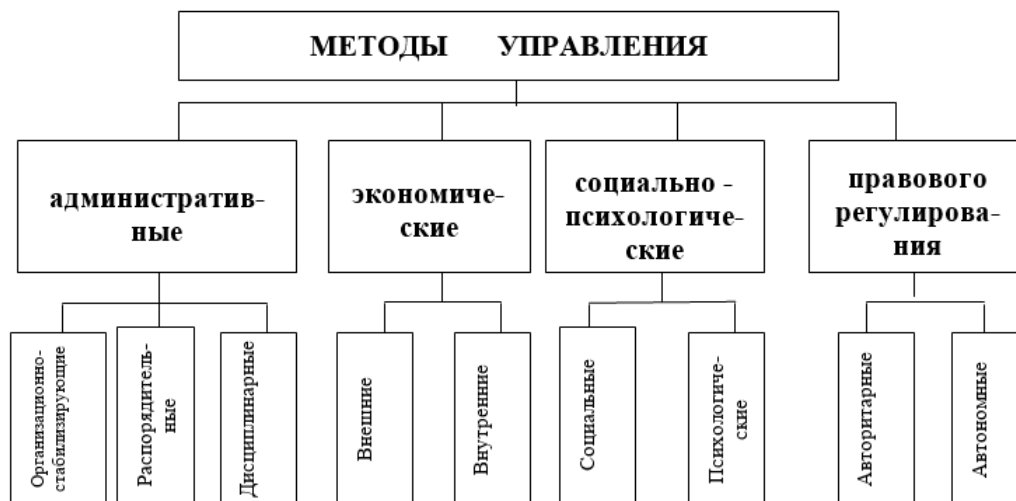 МЕТОДЫ УПРАВЛЕНИЯ
административ-
ные
экономиче-
ские
социально -
психологиче-
ские
правового
регулирова-
ния
Организационно-
стабилизирующие
Распорядитель-
ные
Дисциплинарные
Внешние
Внутренние
Социальные
Психологиче-
ские
Авторитарные
Автономные